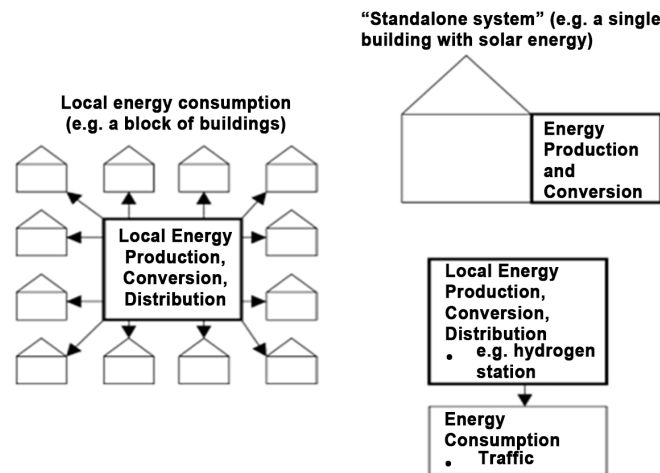 “Standalone system” (e.g. a single
building with solar energy)
Local energy consumption
(e.g. a block of buildings)
Energy
Production
and
Conversion
Local Energy
Production,
Conversion,
Distribution
Local Energy
Production,
Conversion,
Distribution
• e.g. hydrogen
station
Energy
Consumption
• Traffic